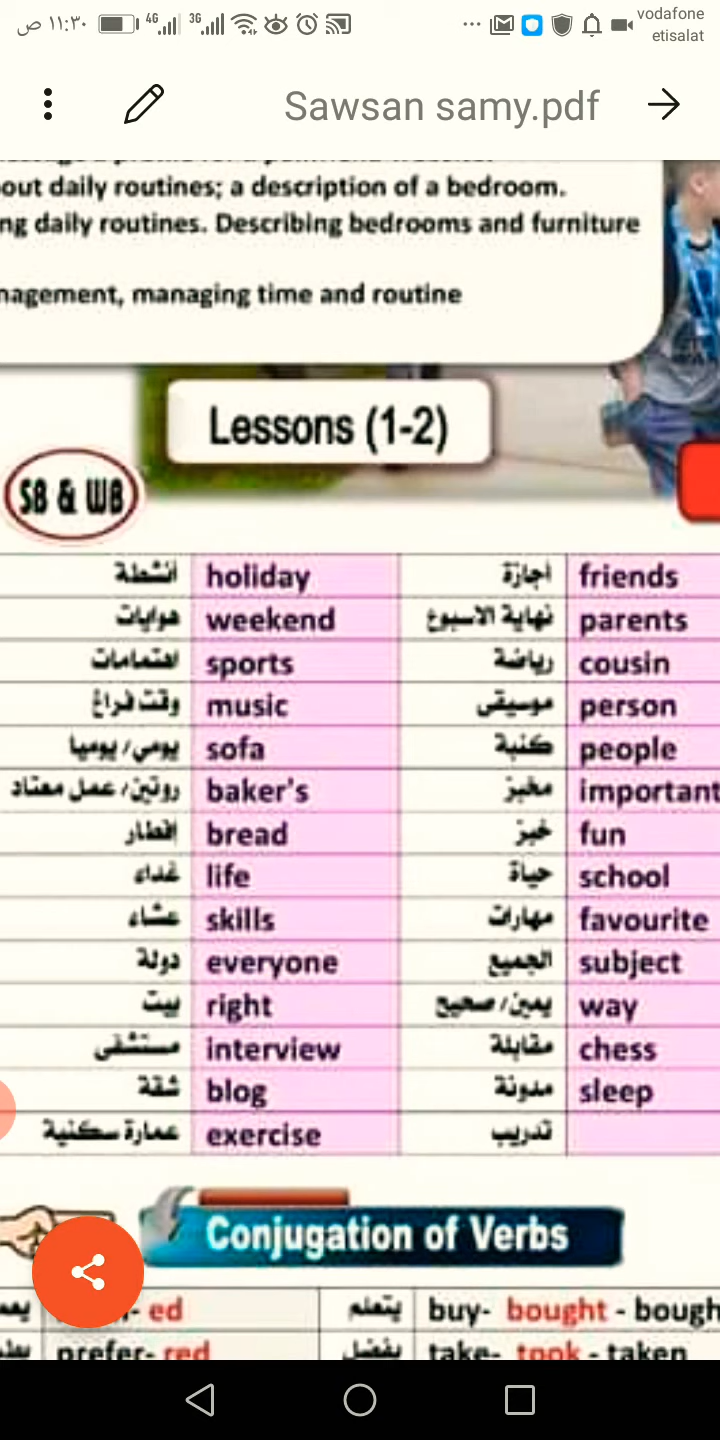 ١١:٣٠ ص 4G 3G ... vodafone
etisalat
Sawsan samy.pdf
out daily routines; a description of a bedroom.
ng daily routines. Describing bedrooms and furniture
nagement, managing time and routine
Lessons (1-2)
SB & WB
أنشطة holiday أجازة friends
هوايات weekend نهاية الاسبوع parents
اهتمامات sports رياضة cousin
وقت فراغ music موسيقى person
يومي/ يوميا sofa كنبة people
روتين/ عمل معتاد baker's مخبز important
افطار bread خبز fun
غداء life حياة school
عشاء skills مهارات favourite
دولة everyone الجميع subject
بيت right يمين/ صحيح way
مستشفى interview مقابلة chess
شقة blog مدونة sleep
عمارة سكنية exercise تدريب
Conjugation of Verbs
- ed يتعلم buy- bought - bough
prefer- red يفضل take- took - taken